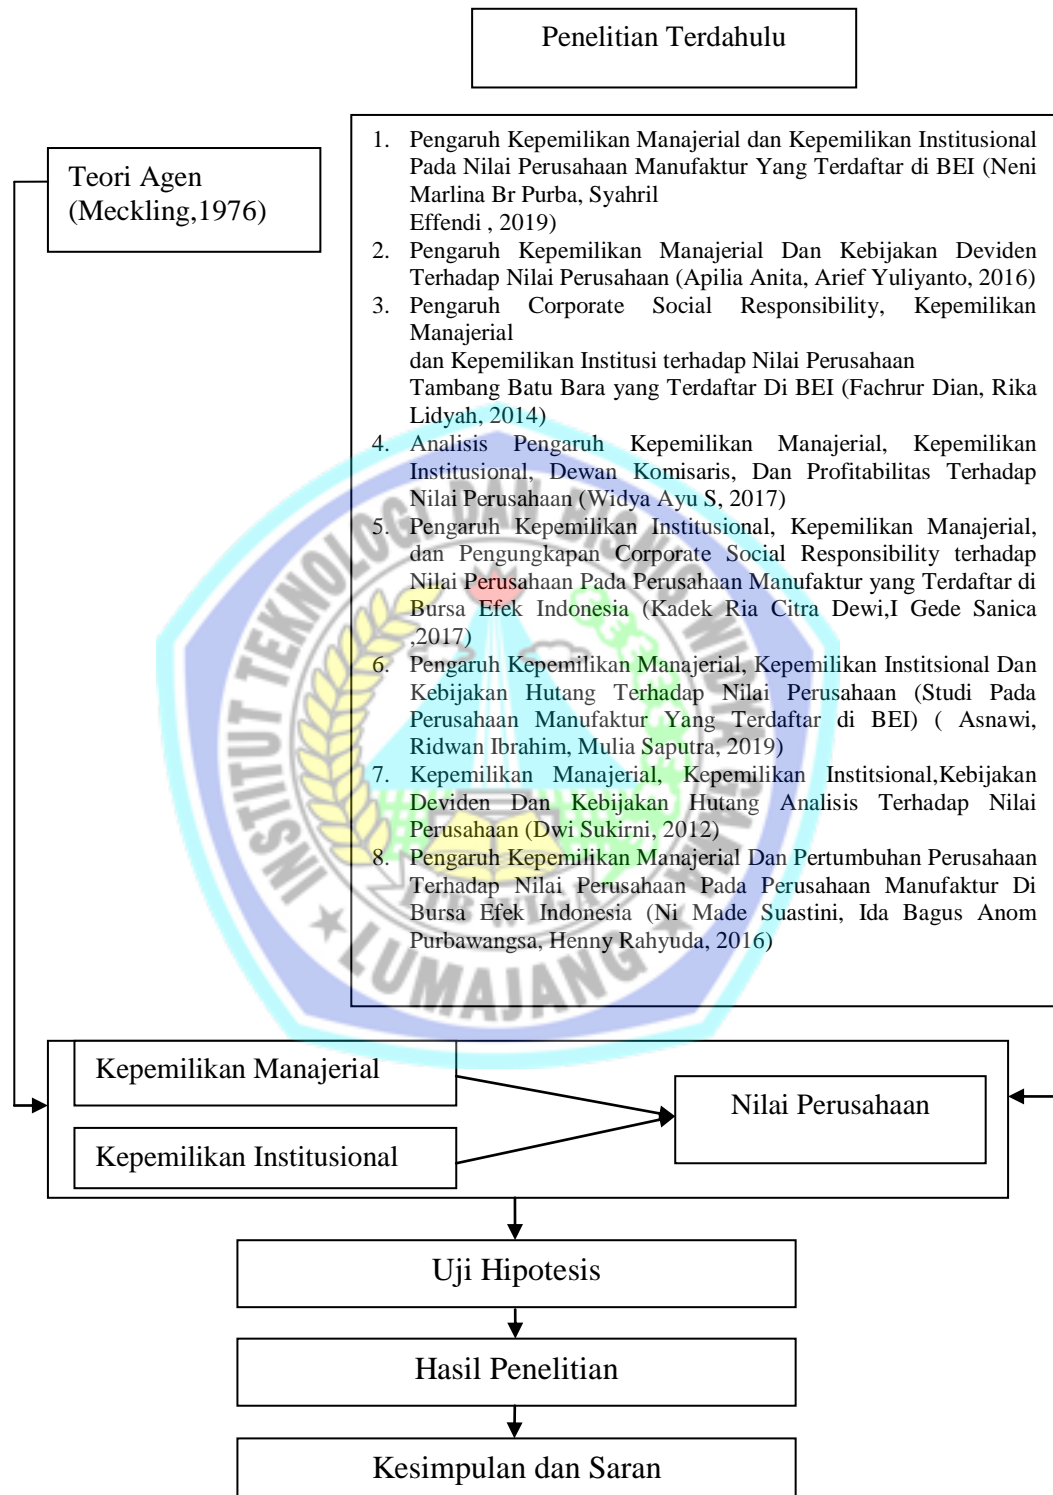 Penelitian Terdahulu
Teori Agen
(Meckling,1976)
1. Pengaruh Kepemilikan Manajerial dan Kepemilikan Institusional
Pada Nilai Perusahaan Manufaktur Yang Terdaftar di BEI (Neni
Marlina Br Purba, Syahril
Effendi , 2019)
2. Pengaruh Kepemilikan Manajerial Dan Kebijakan Deviden
Terhadap Nilai Perusahaan (Apilia Anita, Arief Yuliyanto, 2016)
3. Pengaruh Corporate Social Responsibility, Kepemilikan
Manajerial
dan Kepemilikan Institusi terhadap Nilai Perusahaan
Tambang Batu Bara yang Terdaftar Di BEI (Fachrur Dian, Rika
Lidyah, 2014)
4. Analisis Pengaruh Kepemilikan Manajerial, Kepemilikan
Institusional, Dewan Komisaris, Dan Profitabilitas Terhadap
Nilai Perusahaan (Widya Ayu S, 2017)
5. Pengaruh Kepemilikan Institusional, Kepemilikan Manajerial,
dan Pengungkapan Corporate Social Responsibility terhadap
Nilai Perusahaan Pada Perusahaan Manufaktur yang Terdaftar di
Bursa Efek Indonesia (Kadek Ria Citra Dewi,I Gede Sanica
,2017)
6. Pengaruh Kepemilikan Manajerial, Kepemilikan Institsional Dan
Kebijakan Hutang Terhadap Nilai Perusahaan (Studi Pada
Perusahaan Manufaktur Yang Terdaftar di BEI) ( Asnawi,
Ridwan Ibrahim, Mulia Saputra, 2019)
7. Kepemilikan Manajerial, Kepemilikan Institsional,Kebijakan
Deviden Dan Kebijakan Hutang Analisis Terhadap Nilai
Perusahaan (Dwi Sukirni, 2012)
8. Pengaruh Kepemilikan Manajerial Dan Pertumbuhan Perusahaan
Terhadap Nilai Perusahaan Pada Perusahaan Manufaktur Di
Bursa Efek Indonesia (Ni Made Suastini, Ida Bagus Anom
Purbawangsa, Henny Rahyuda, 2016)
INSTITUT TEKNOLOGI DAN BISNIS WIDYA GAMA
LUMAJANG
ITB WIGA
Kepemilikan Manajerial
Kepemilikan Institusional
Nilai Perusahaan
Uji Hipotesis
Hasil Penelitian
Kesimpulan dan Saran